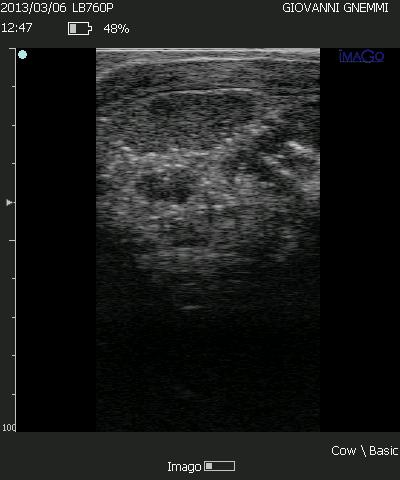 2013/03/06 LB760P GIOVANNI GNEMMI
12:47 48%
iMAGO
100
Cow \ Basic
Imago